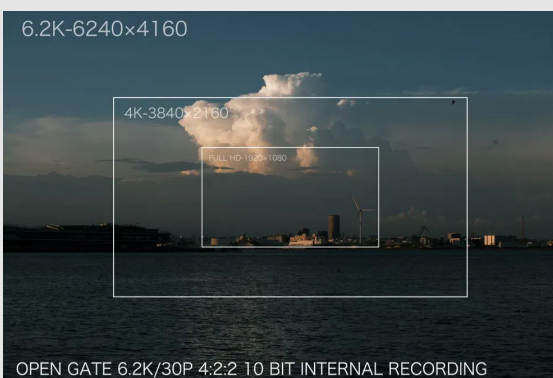 6.2K-6240×4160
4K-3840×2160
FULL HD-1920×1080
OPEN GATE 6.2K/30P 4:2:2 10 BIT INTERNAL RECORDING